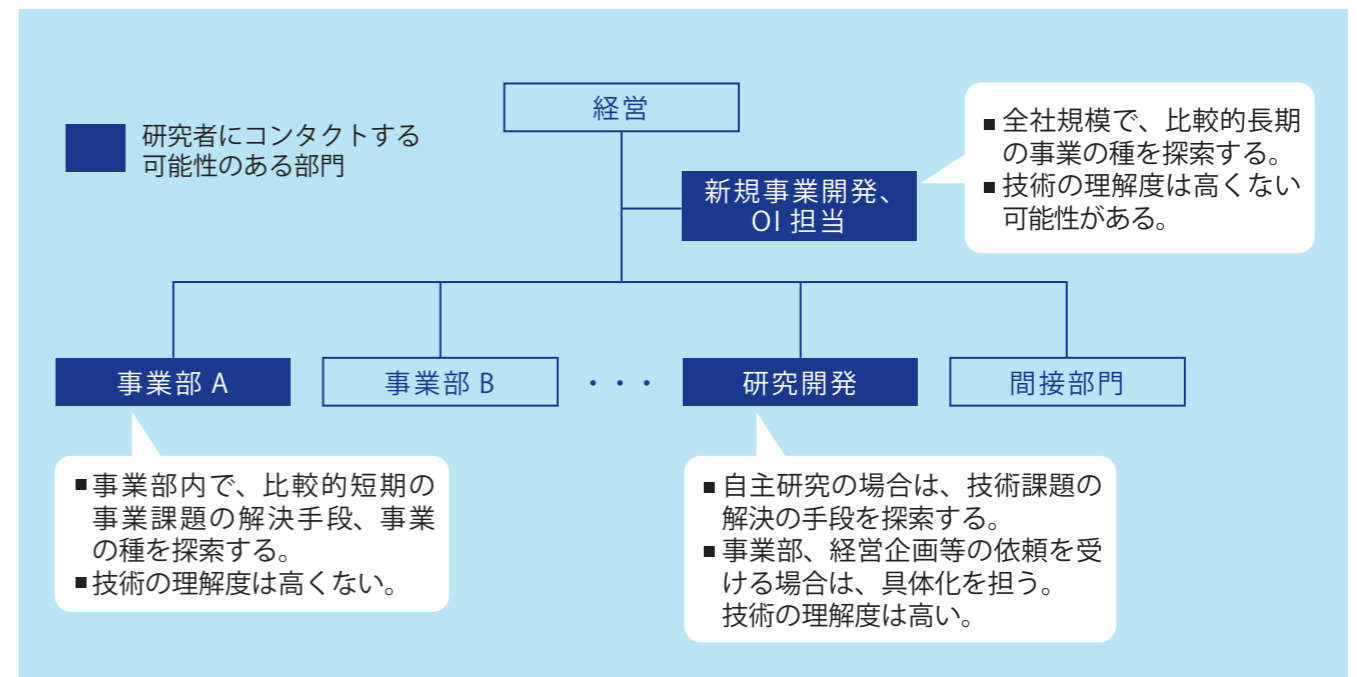 経営
研究者にコンタクトする
可能性のある部門
新規事業開発、
OI 担当
■全社規模で、比較的長期
の事業の種を探索する。
■技術の理解度は高くない
可能性がある。
事業部 A
事業部 B
・・・
研究開発
間接部門
■事業部内で、比較的短期の
事業課題の解決手段、事業
の種を探索する。
■技術の理解度は高くない。
■自主研究の場合は、技術課題の
解決の手段を探索する。
■事業部、経営企画等の依頼を受
ける場合は、具体化を担う。
技術の理解度は高い。